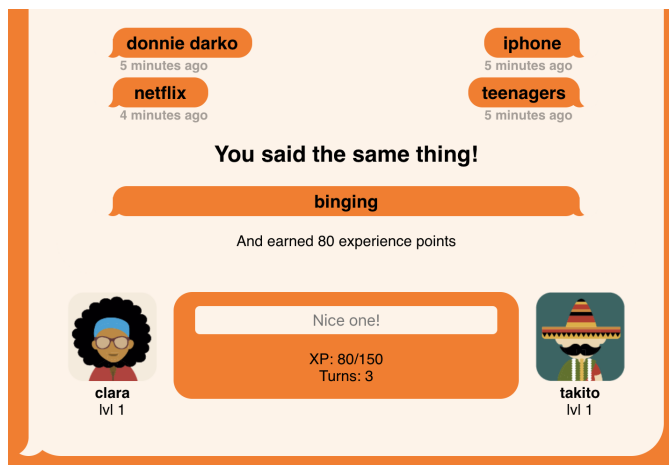 donnie darko
iphone
5 minutes ago
5 minutes ago
netflix
teenagers
4 minutes ago
5 minutes ago
You said the same thing!
binging
And earned 80 experience points
Nice one!
XP: 80/150
Turns: 3
clara
lvl 1
takito
lvl 1